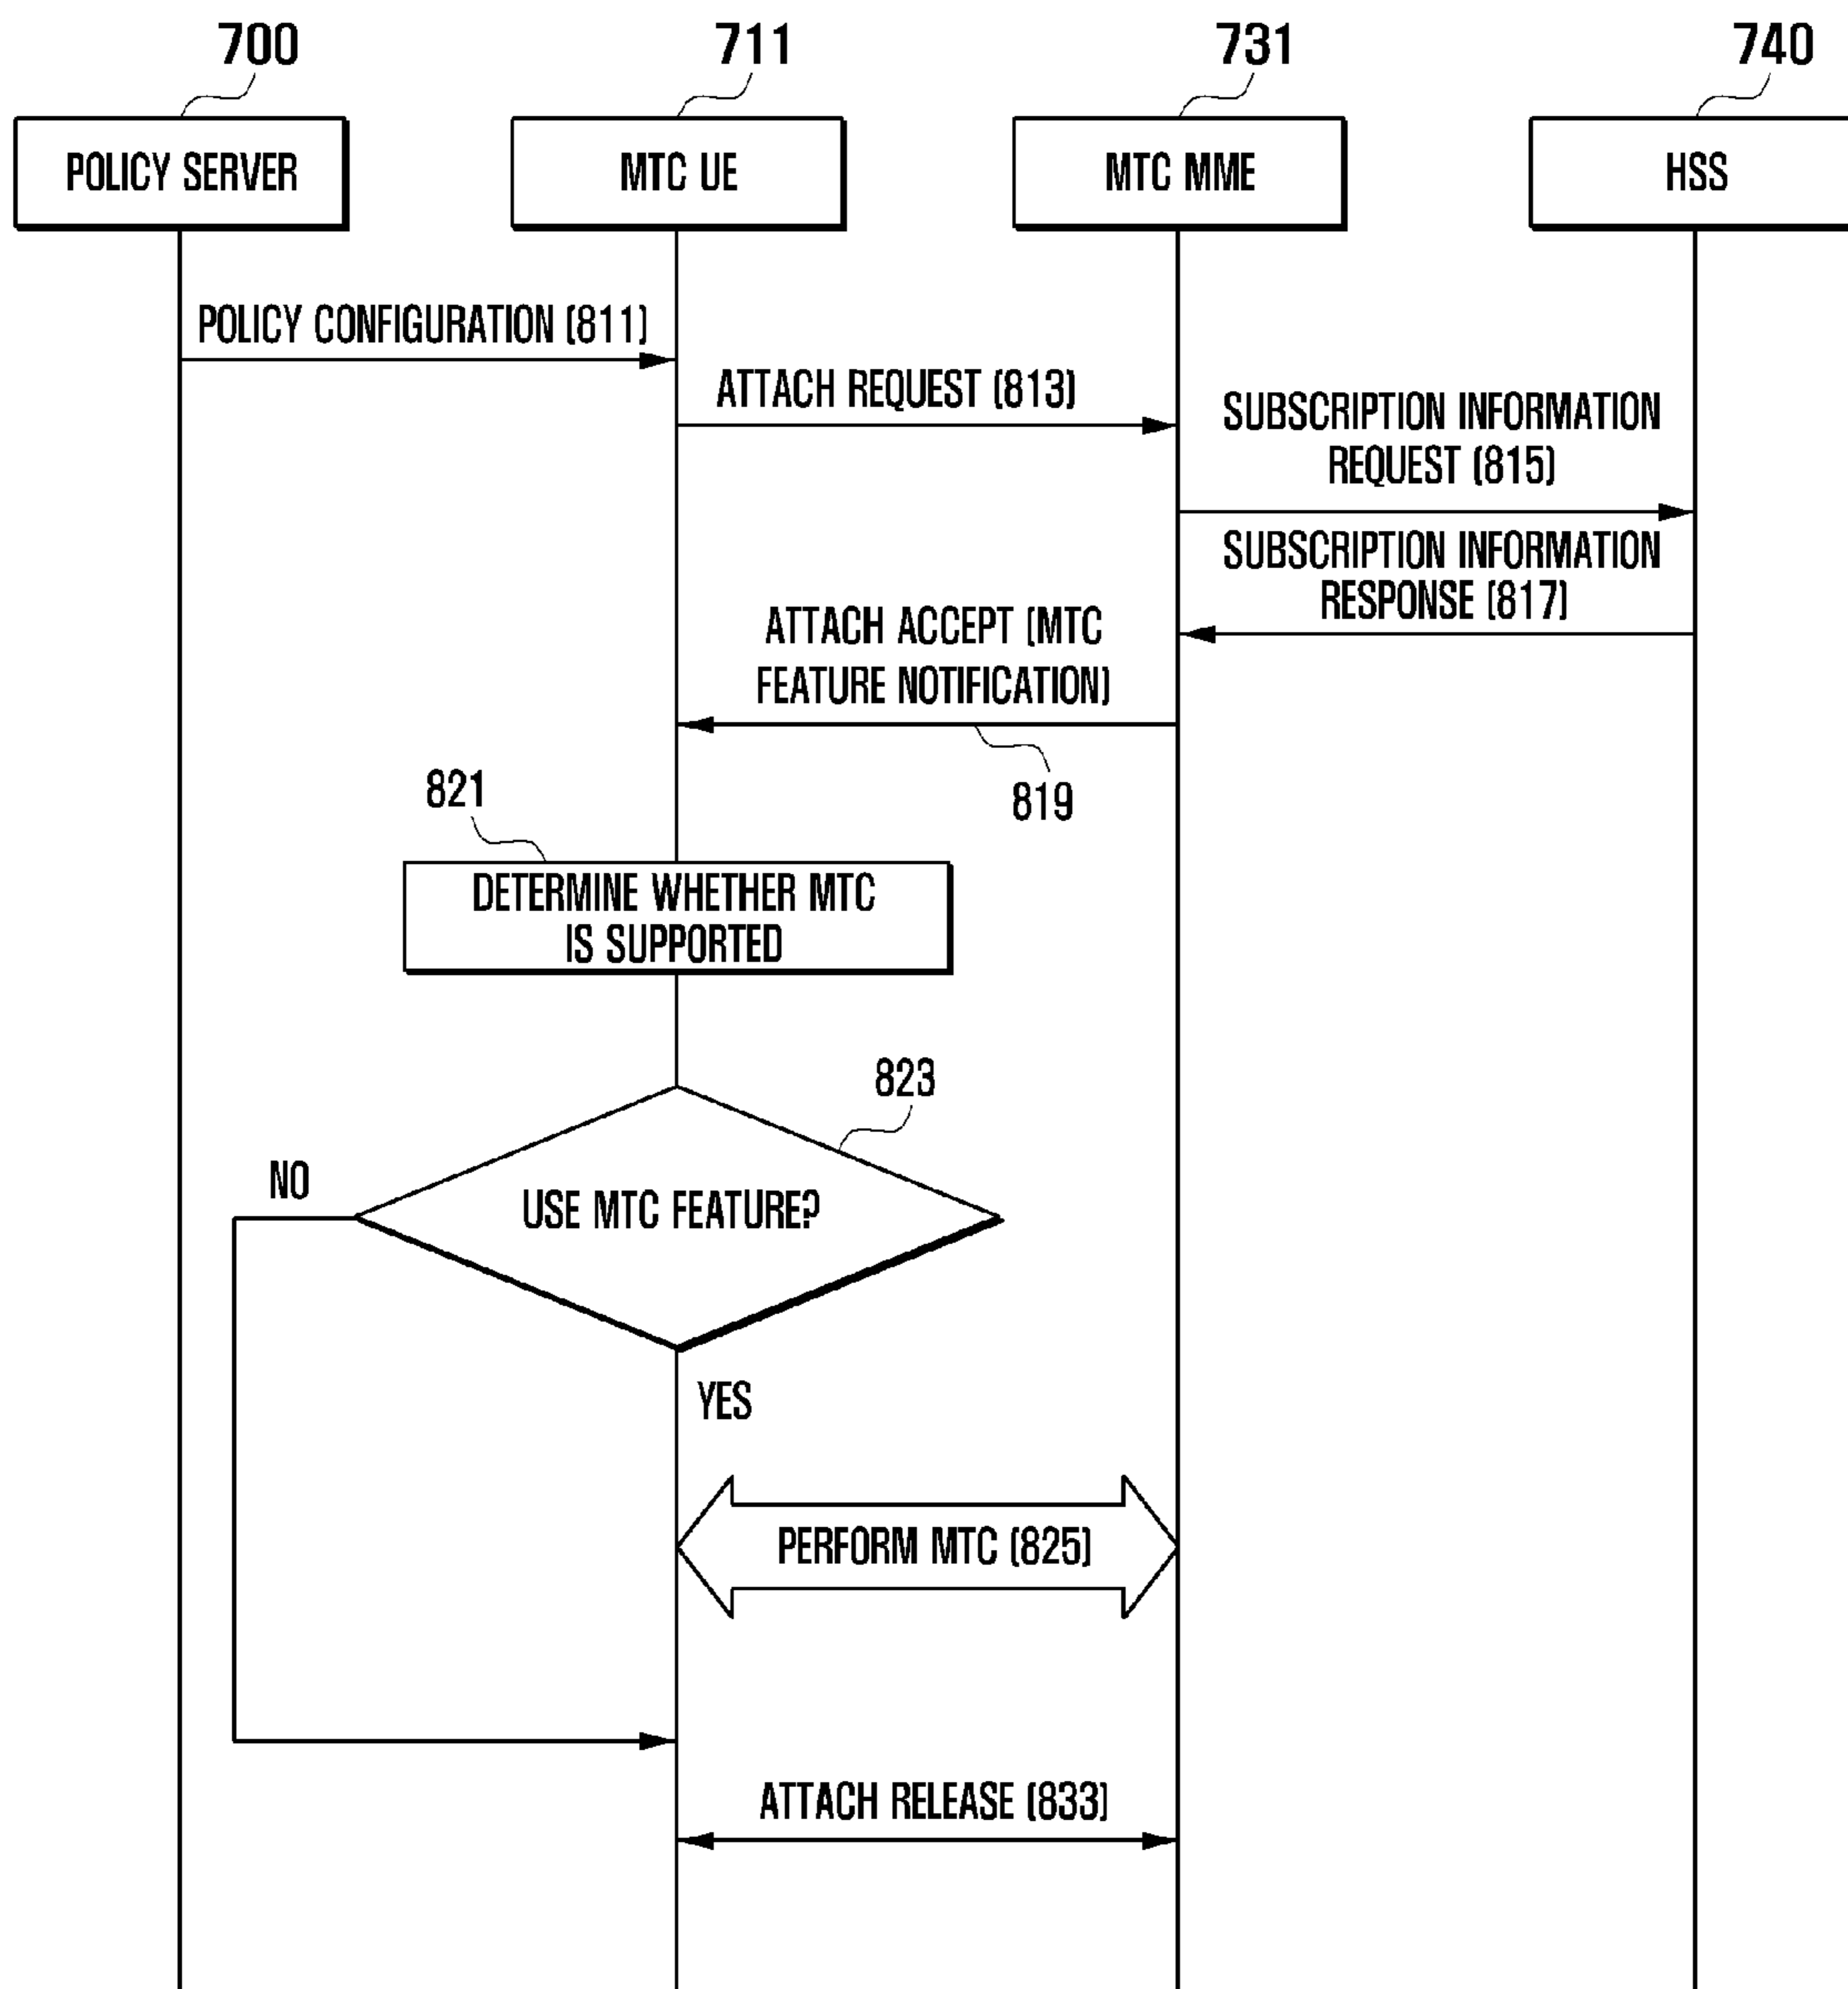 700
711
731
740
POLICY SERVER
MTC UE
MTC MME
HSS
POLICY CONFIGURATION (811)
ATTACH REQUEST (813)
SUBSCRIPTION INFORMATION
REQUEST (815)
SUBSCRIPTION INFORMATION
RESPONSE (817)
ATTACH ACCEPT (MTC
FEATURE NOTIFICATION)
819
821
DETERMINE WHETHER MTC
IS SUPPORTED
823
NO
USE MTC FEATURE?
YES
PERFORM MTC (825)
ATTACH RELEASE (833)